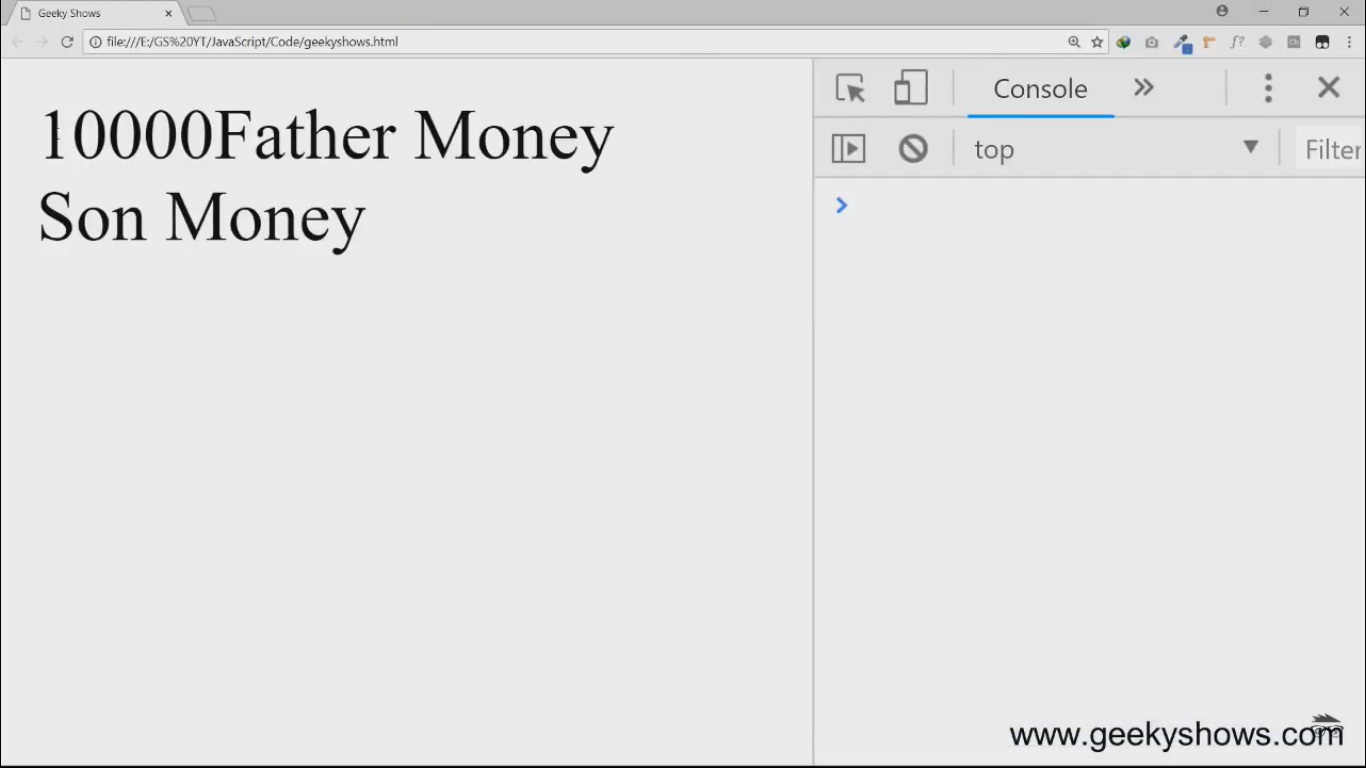 Geeky Shows
file:///E:/GS%20YT/JavaScript/Code/geekyshows.html
f?
10000Father Money
Son Money
Console
top
Filter
www.geekyshows.com